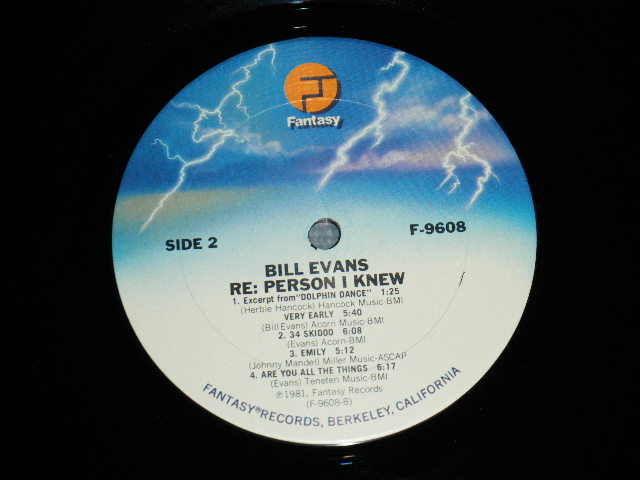 Fantasy
SIDE 2
F-9608
BILL EVANS
RE: PERSON I KNEW
1. Excerpt from "DOLPHIN DANCE" 1:25
(Herbie Hancock) Hancock Music-BMI
VERY EARLY 5:40
(Bill Evans) Acorn Music-BMI
2. 34 SKIDOO 6:08
(Evans) Acorn-BMI
3. EMILY 5:12
(Johnny Mandel) Miller Music-ASCAP
4. ARE YOU ALL THE THINGS 6:17
(Evans) Teneten Music-BMI
℗1981, Fantasy Records
(F-9608-B)
FANTASY® RECORDS, BERKELEY, CALIFORNIA